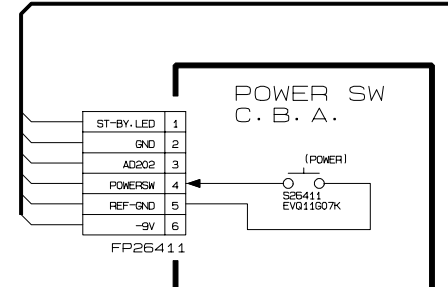 POWER SW
C. B. A.
ST-BY. LED 1
GND 2
AD202 3
POWERSW 4
REF-GND 5
-9V 6
FP26411
(POWER)
S26411
EVQ11G07K